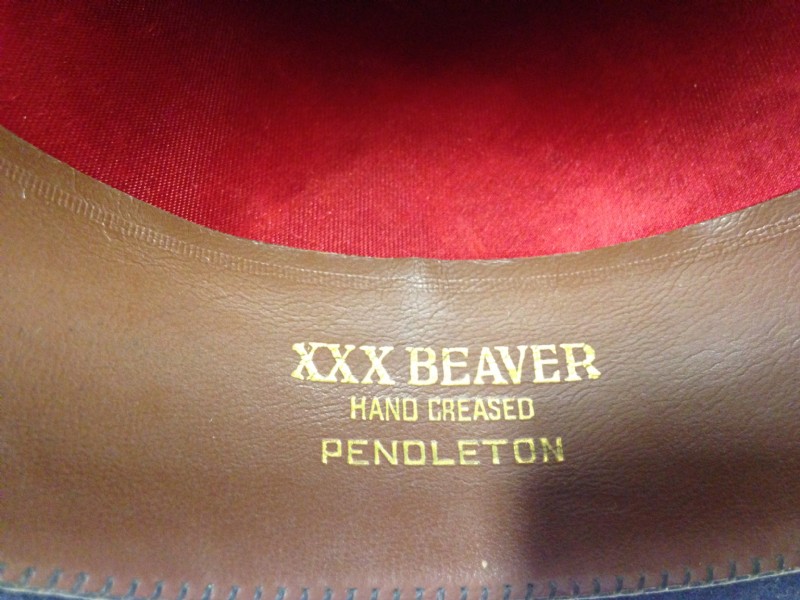 XXX BEAVER
HAND CREASED
PENDLETON